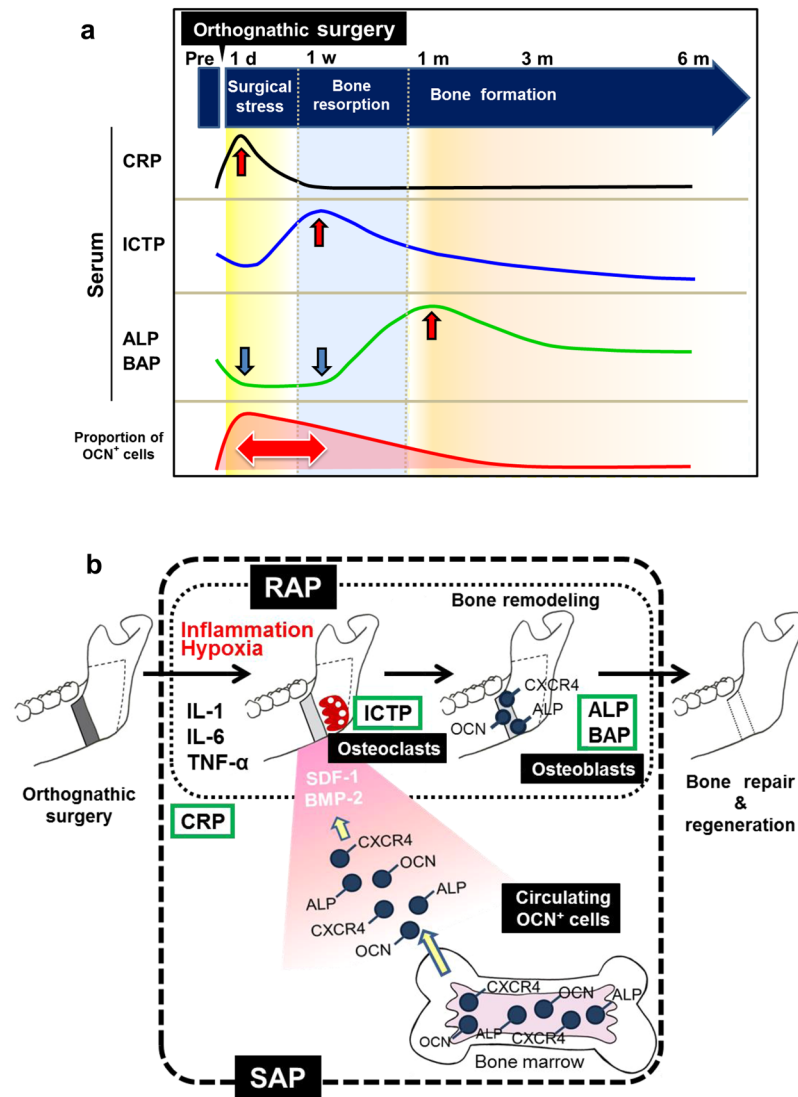 a
Orthognathic surgery
Pre 1 d 1 w 1 m 3 m 6 m
Surgical
stress
Bone
resorption
Bone formation
Serum
CRP
ICTP
ALP
BAP
Proportion of
OCN⁺ cells
b
RAP
Bone remodeling
Inflammation
Hypoxia
IL-1
IL-6
TNF-α
ICTP
Osteoclasts
CXCR4
OCN
ALP
ALP
BAP
Osteoblasts
Orthognathic
surgery
Bone repair
&
regeneration
SDF-1
BMP-2
CRP
CXCR4
OCN
ALP
ALP
CXCR4
OCN
Circulating
OCN⁺ cells
CXCR4
OCN
ALP
OCN
ALP
CXCR4
Bone marrow
SAP